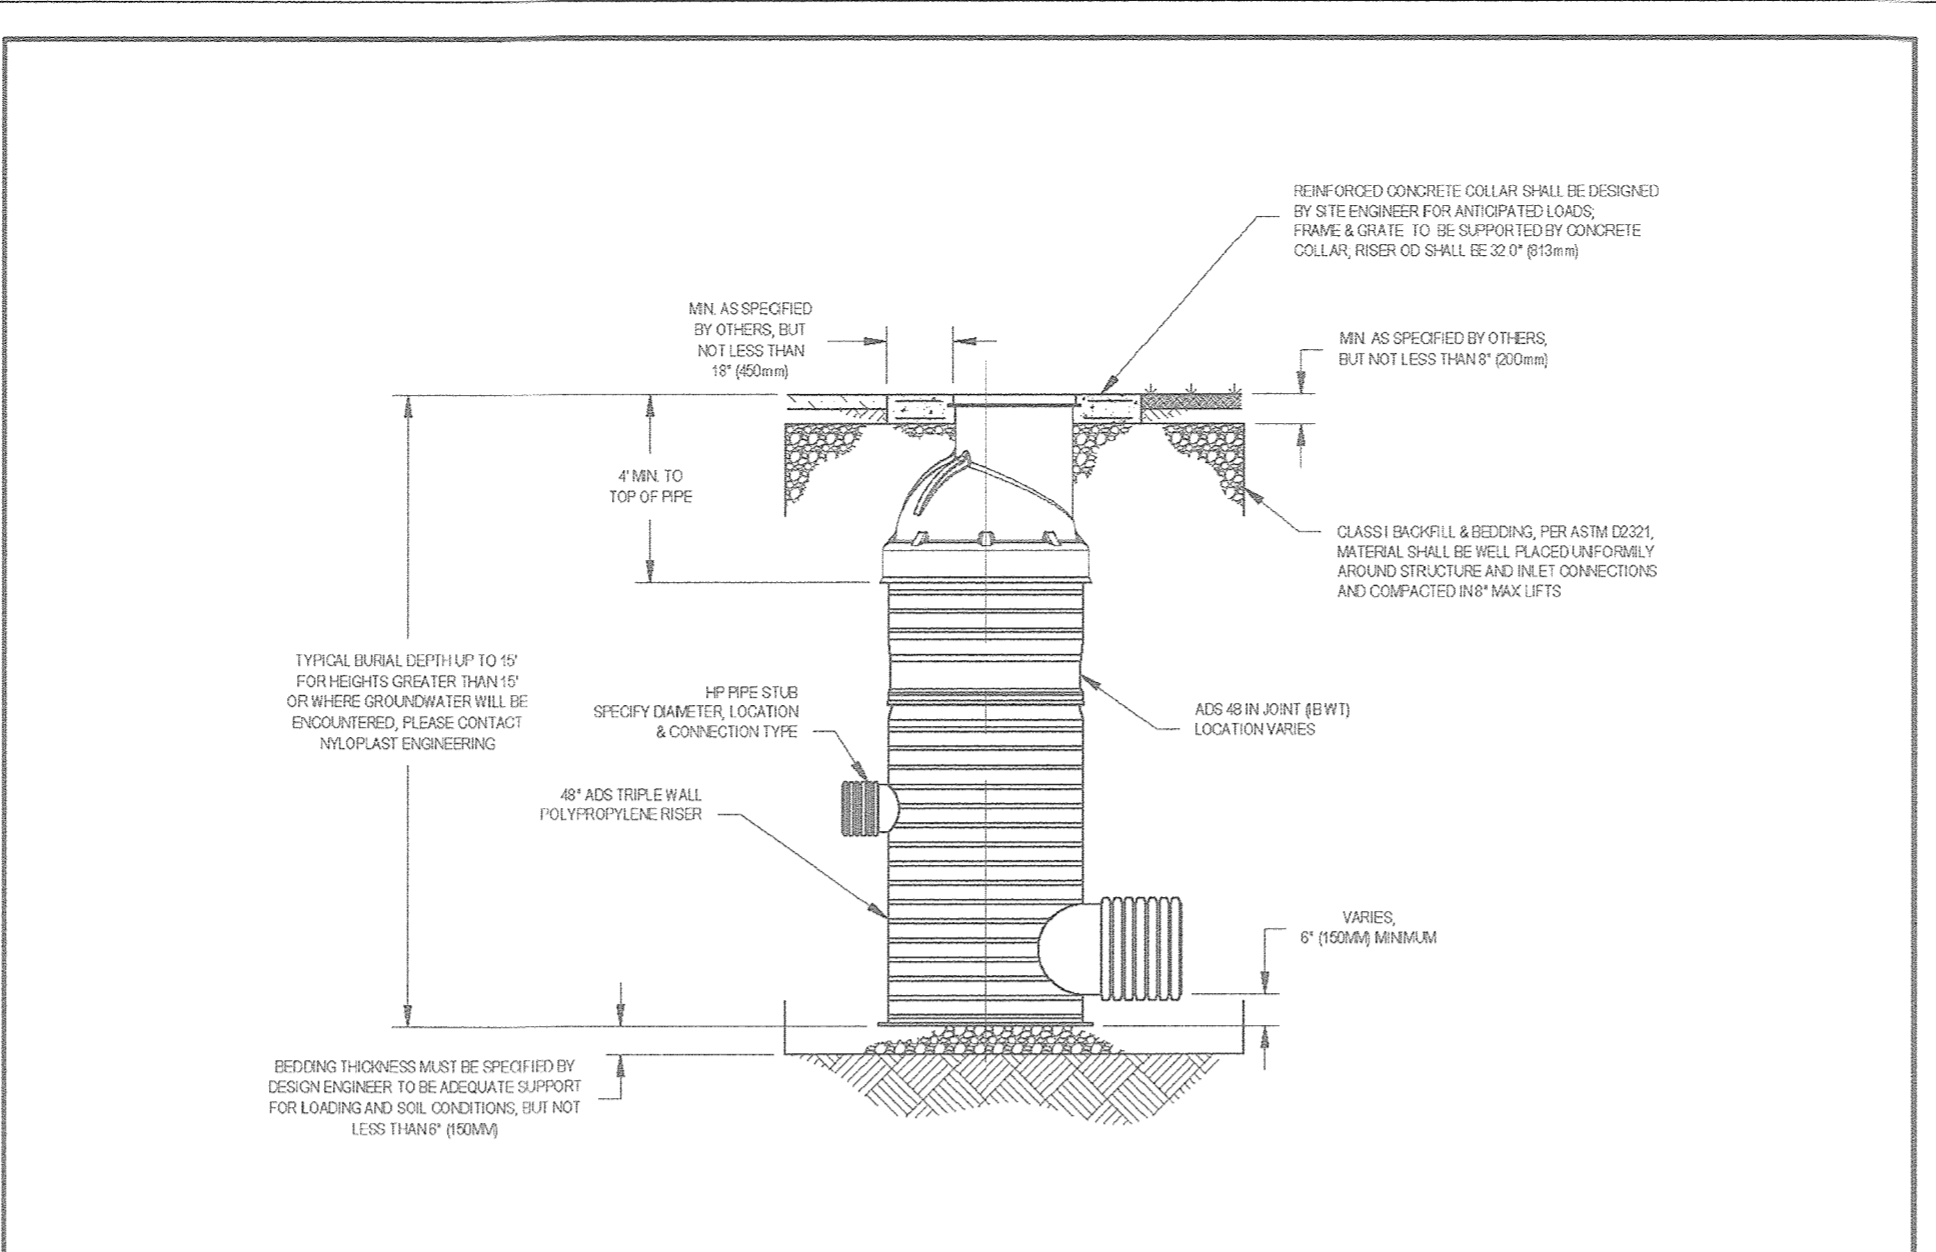 REINFORCED CONCRETE COLLAR SHALL BE DESIGNED
BY SITE ENGINEER FOR ANTICIPATED LOADS;
FRAME & GRATE TO BE SUPPORTED BY CONCRETE
COLLAR, RISER OD SHALL BE 32.0" (813mm)
MIN. AS SPECIFIED
BY OTHERS, BUT
NOT LESS THAN
18" (450mm)
MIN. AS SPECIFIED BY OTHERS,
BUT NOT LESS THAN 8" (200mm)
4' MIN. TO
TOP OF PIPE
CLASS I BACKFILL & BEDDING, PER ASTM D2321,
MATERIAL SHALL BE WELL PLACED UNIFORMILY
AROUND STRUCTURE AND INLET CONNECTIONS
AND COMPACTED IN 8" MAX LIFTS
TYPICAL BURIAL DEPTH UP TO 15'
FOR HEIGHTS GREATER THAN 15'
OR WHERE GROUNDWATER WILL BE
ENCOUNTERED, PLEASE CONTACT
NYLOPLAST ENGINEERING
HP PIPE STUB
SPECIFY DIAMETER, LOCATION
& CONNECTION TYPE
ADS 48 IN JOINT (IB WT)
LOCATION VARIES
48" ADS TRIPLE WALL
POLYPROPYLENE RISER
VARIES,
6" (150MM) MINIMUM
BEDDING THICKNESS MUST BE SPECIFIED BY
DESIGN ENGINEER TO BE ADEQUATE SUPPORT
FOR LOADING AND SOIL CONDITIONS, BUT NOT
LESS THAN 6" (150MM)